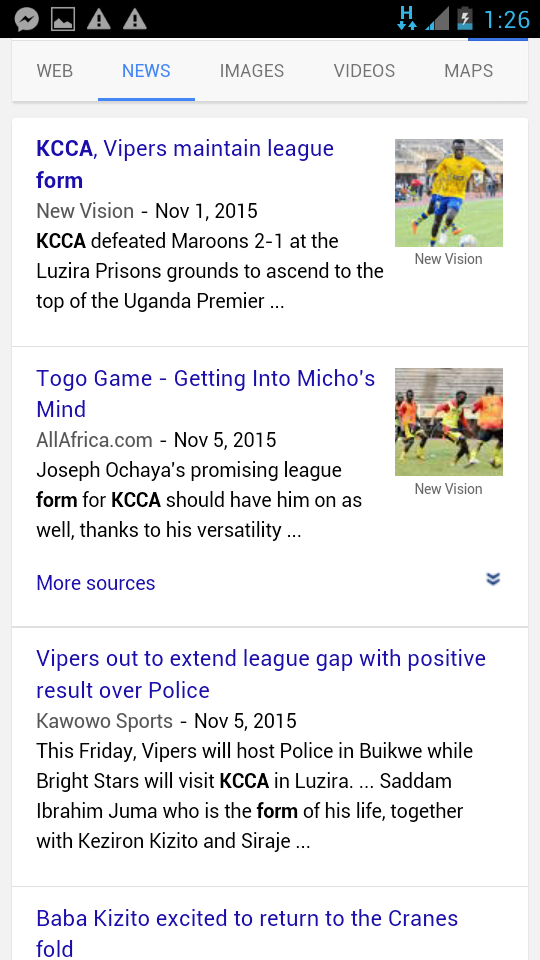 H 1:26
WEB NEWS IMAGES VIDEOS MAPS
KCCA, Vipers maintain league
form
New Vision - Nov 1, 2015
KCCA defeated Maroons 2-1 at the
Luzira Prisons grounds to ascend to the
top of the Uganda Premier ...
New Vision
Togo Game - Getting Into Micho's
Mind
AllAfrica.com - Nov 5, 2015
Joseph Ochaya's promising league
form for KCCA should have him on as
well, thanks to his versatility ...
New Vision
More sources
Vipers out to extend league gap with positive
result over Police
Kawowo Sports - Nov 5, 2015
This Friday, Vipers will host Police in Buikwe while
Bright Stars will visit KCCA in Luzira. ... Saddam
Ibrahim Juma who is the form of his life, together
with Keziron Kizito and Siraje ...
Baba Kizito excited to return to the Cranes
fold